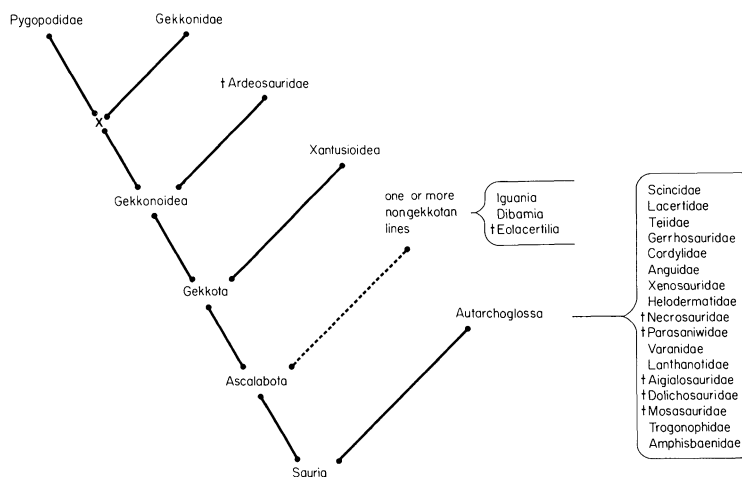 Pygopodidae
Gekkonidae
† Ardeosauridae
X
Xantusioidea
Gekkonoidea
one or more
nongekkotan
lines
Iguania
Dibamia
† Eolacertilia
Gekkota
Autarchoglossa
Scincidae
Lacertidae
Teiidae
Gerrhosauridae
Cordylidae
Anguidae
Xenosauridae
Helodermatidae
† Necrosauridae
† Parasaniwidae
Varanidae
Lanthanotidae
† Aigialosauridae
† Dolichosauridae
† Mosasauridae
Trogonophidae
Amphisbaenidae
Ascalabota
Sauria